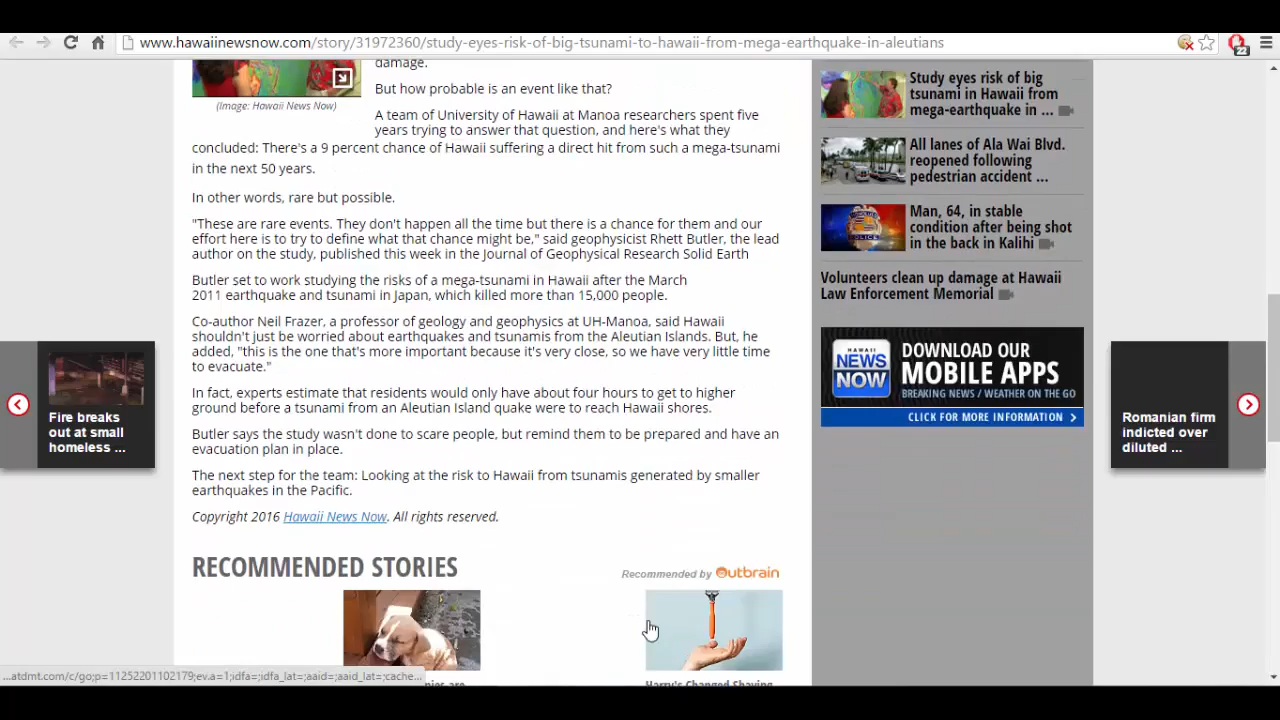 www.hawaiinewsnow.com/story/31972360/study-eyes-risk-of-big-tsunami-to-hawaii-from-mega-earthquake-in-aleutians
22
damage.
(Image: Hawaii News Now)
But how probable is an event like that?
A team of University of Hawaii at Manoa researchers spent five
years trying to answer that question, and here's what they
concluded: There's a 9 percent chance of Hawaii suffering a direct hit from such a mega-tsunami
in the next 50 years.
In other words, rare but possible.
"These are rare events. They don't happen all the time but there is a chance for them and our
effort here is to try to define what that chance might be," said geophysicist Rhett Butler, the lead
author on the study, published this week in the Journal of Geophysical Research Solid Earth
Butler set to work studying the risks of a mega-tsunami in Hawaii after the March
2011 earthquake and tsunami in Japan, which killed more than 15,000 people.
Co-author Neil Frazer, a professor of geology and geophysics at UH-Manoa, said Hawaii
shouldn't just be worried about earthquakes and tsunamis from the Aleutian Islands. But, he
added, "this is the one that's more important because it's very close, so we have very little time
to evacuate."
In fact, experts estimate that residents would only have about four hours to get to higher
ground before a tsunami from an Aleutian Island quake were to reach Hawaii shores.
Butler says the study wasn't done to scare people, but remind them to be prepared and have an
evacuation plan in place.
The next step for the team: Looking at the risk to Hawaii from tsunamis generated by smaller
earthquakes in the Pacific.
Copyright 2016 Hawaii News Now. All rights reserved.
RECOMMENDED STORIES
Recommended by Outbrain
Harry's Changed Shaving
Study eyes risk of big
tsunami in Hawaii from
mega-earthquake in ...
All lanes of Ala Wai Blvd.
reopened following
pedestrian accident ...
Man, 64, in stable
condition after being shot
in the back in Kalihi
Volunteers clean up damage at Hawaii
Law Enforcement Memorial
HAWAII
NEWS
NOW
DOWNLOAD OUR
MOBILE APPS
BREAKING NEWS / WEATHER ON THE GO
CLICK FOR MORE INFORMATION
Fire breaks
out at small
homeless ...
Romanian firm
indicted over
diluted ...
...atdmt.com/c/go;p=11252201102179;ev.a=1;idfa=;idfa_lat=;aaid=;aaid_lat=;cache...